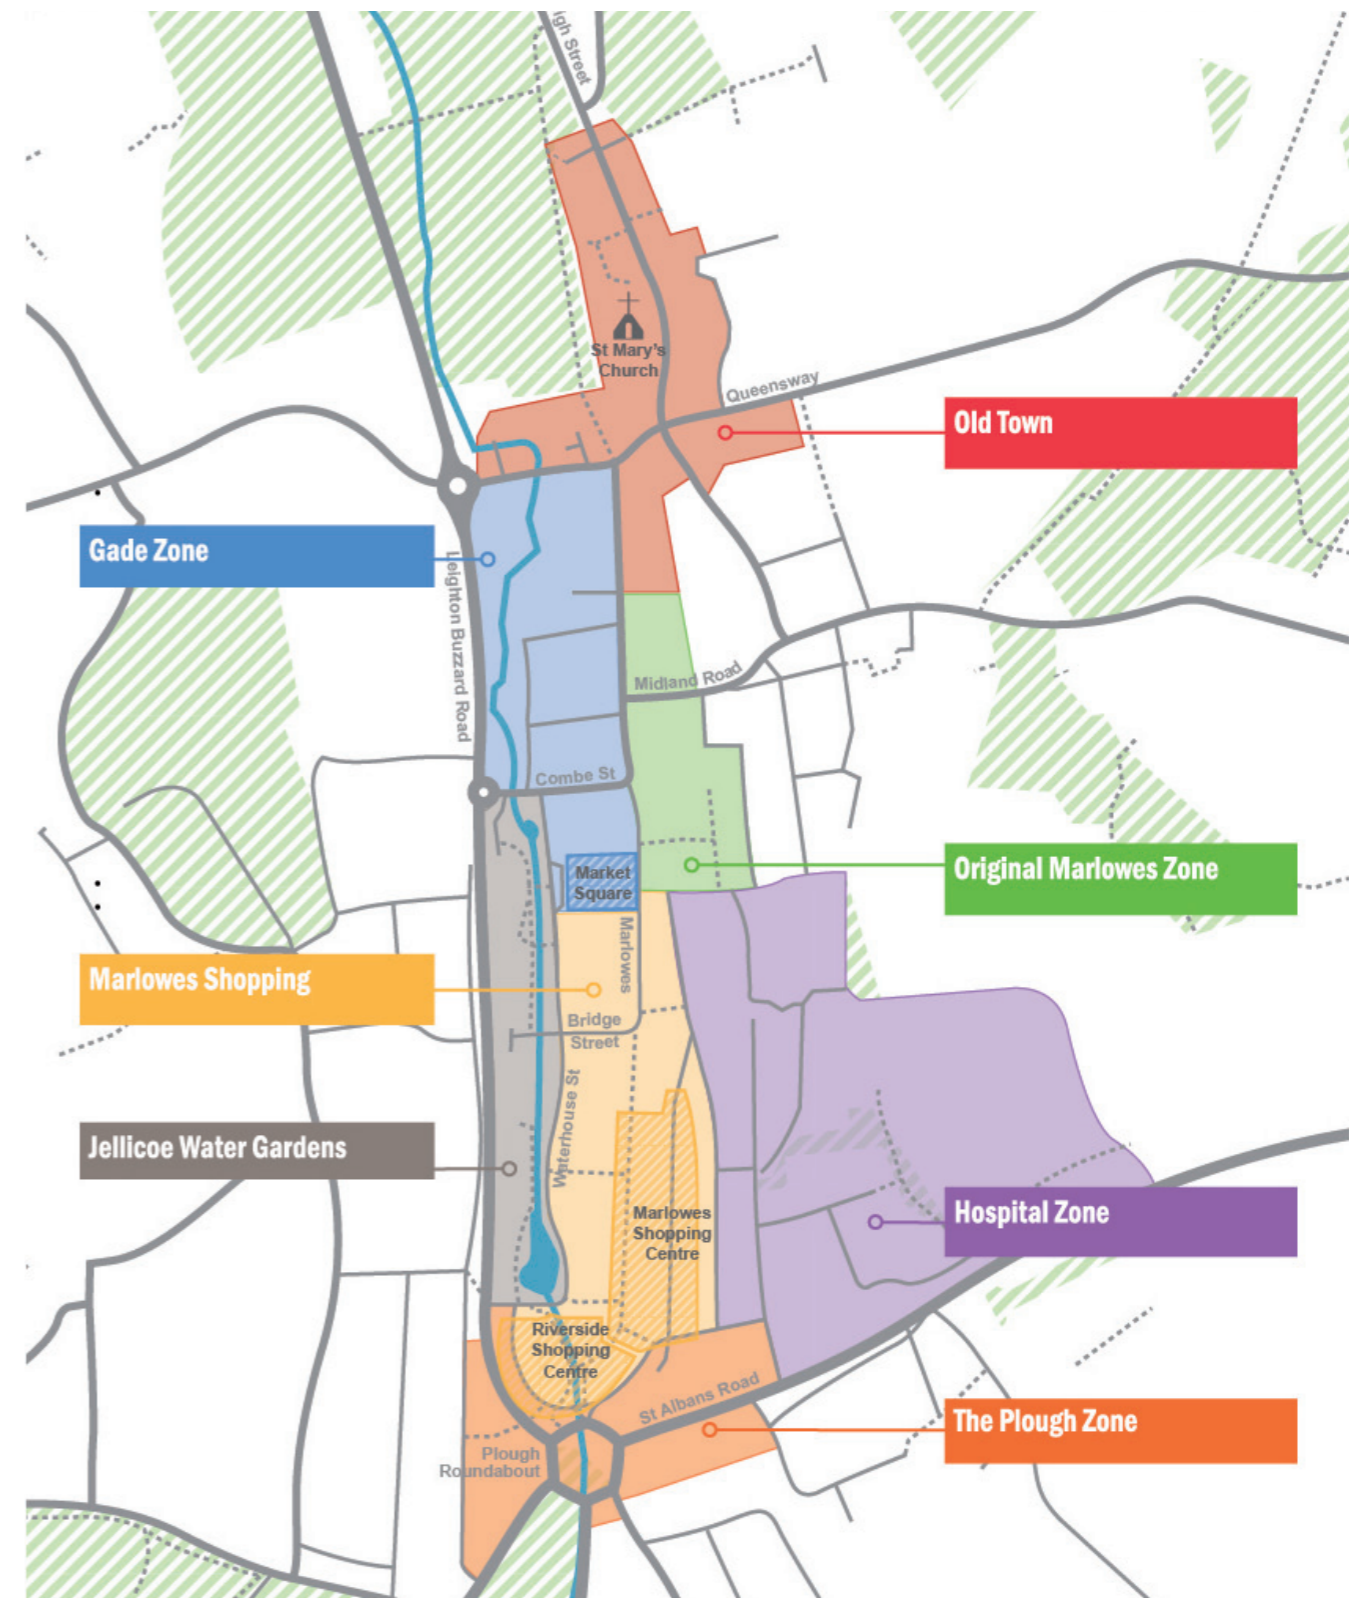 igh Street
St Mary's
Church
Queensway
Old Town
Gade Zone
Leighton Buzzard Road
Midland Road
Combe St
Market
Square
Original Marlowes Zone
Marlowes
Marlowes Shopping
Bridge
Street
Waterhouse St
Jellicoe Water Gardens
Marlowes
Shopping
Centre
Hospital Zone
Riverside
Shopping
Centre
St Albans Road
The Plough Zone
Plough
Roundabout